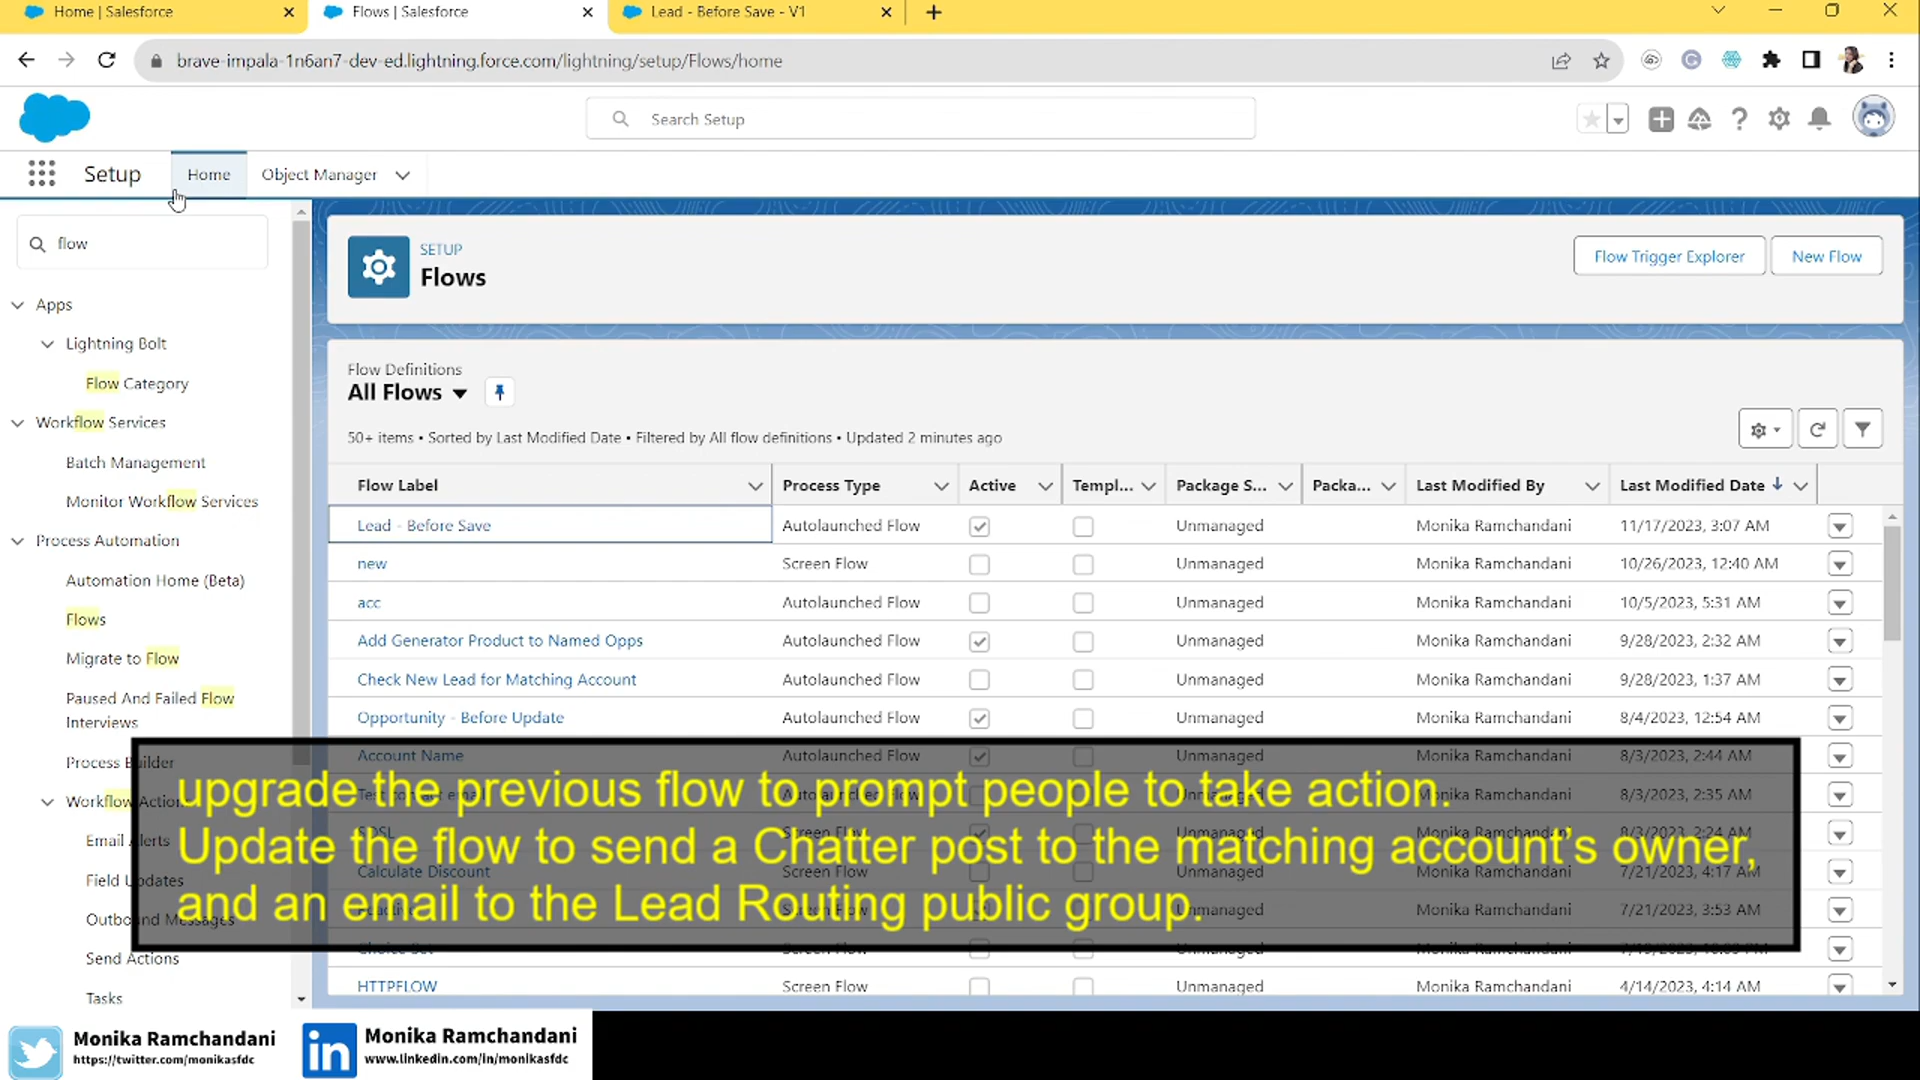 Home | Salesforce
Flows | Salesforce
Lead - Before Save - V1
brave-impala-1n6an7-dev-ed.lightning.force.com/lightning/setup/Flows/home
Search Setup
Setup
Home
Object Manager
flow
Apps
Lightning Bolt
Flow Category
Workflow Services
Batch Management
Monitor Workflow Services
Process Automation
Automation Home (Beta)
Flows
Migrate to Flow
Paused And Failed Flow
Interviews
Process Builder
Workflow Actions
Email Alerts
Field Updates
Outbound Messages
Send Actions
Tasks
SETUP
Flows
Flow Trigger Explorer
New Flow
Flow Definitions
All Flows
50+ items • Sorted by Last Modified Date • Filtered by All flow definitions • Updated 2 minutes ago
Flow Label Process Type Active Templ... Package S... Packa... Last Modified By Last Modified Date
Lead - Before Save Autolaunched Flow Unmanaged Monika Ramchandani 11/17/2023, 3:07 AM
new Screen Flow Unmanaged Monika Ramchandani 10/26/2023, 12:40 AM
acc Autolaunched Flow Unmanaged Monika Ramchandani 10/5/2023, 5:31 AM
Add Generator Product to Named Opps Autolaunched Flow Unmanaged Monika Ramchandani 9/28/2023, 2:32 AM
Check New Lead for Matching Account Autolaunched Flow Unmanaged Monika Ramchandani 9/28/2023, 1:37 AM
Opportunity - Before Update Autolaunched Flow Unmanaged Monika Ramchandani 8/4/2023, 12:54 AM
Account Name Autolaunched Flow Unmanaged Monika Ramchandani 8/3/2023, 2:44 AM
Autolaunched Flow Unmanaged Monika Ramchandani 8/3/2023, 2:35 AM
Screen Flow Unmanaged Monika Ramchandani 8/3/2023, 2:24 AM
Calculate Discount Screen Flow Unmanaged Monika Ramchandani 7/21/2023, 4:17 AM
Unmanaged Monika Ramchandani 7/21/2023, 3:53 AM
Screen Flow Unmanaged Monika Ramchandani
HTTPFLOW Screen Flow Unmanaged Monika Ramchandani 4/14/2023, 4:14 AM
upgrade the previous flow to prompt people to take action.
Update the flow to send a Chatter post to the matching account’s owner,
and an email to the Lead Routing public group.
Monika Ramchandani
https://twitter.com/monikasfdc
in
Monika Ramchandani
www.linkedin.com/in/monikasfdc